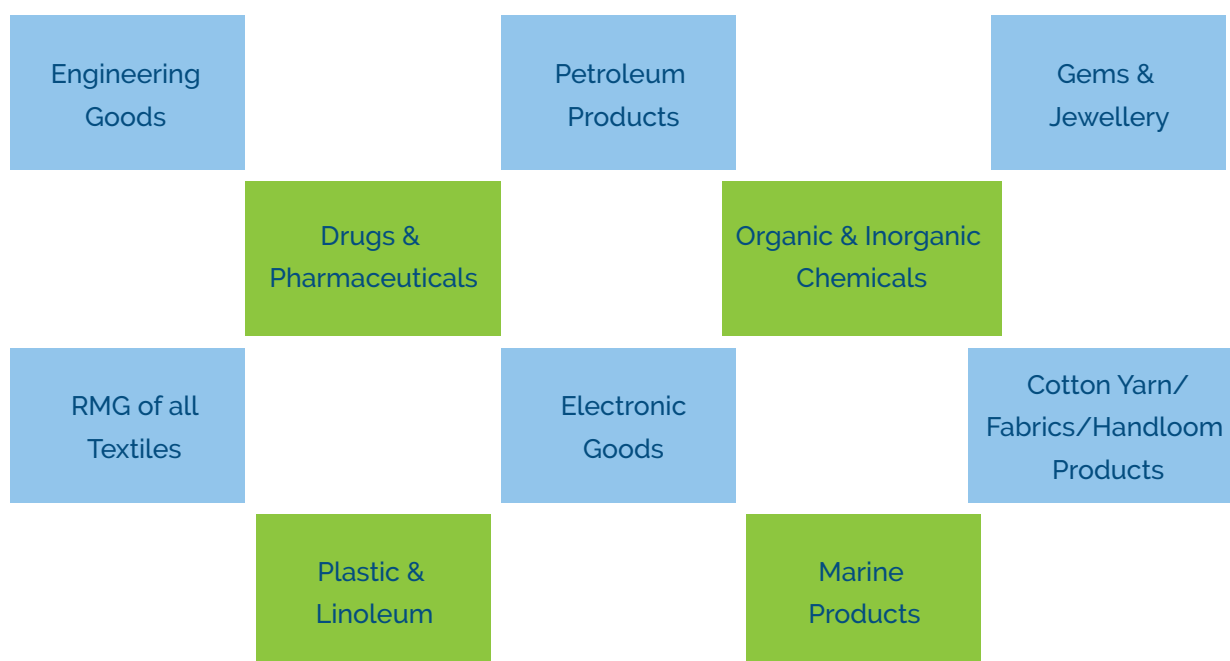 Engineering
Goods
Petroleum
Products
Gems &
Jewellery
Drugs &
Pharmaceuticals
Organic & Inorganic
Chemicals
RMG of all
Textiles
Electronic
Goods
Cotton Yarn/
Fabrics/Handloom
Products
Plastic &
Linoleum
Marine
Products